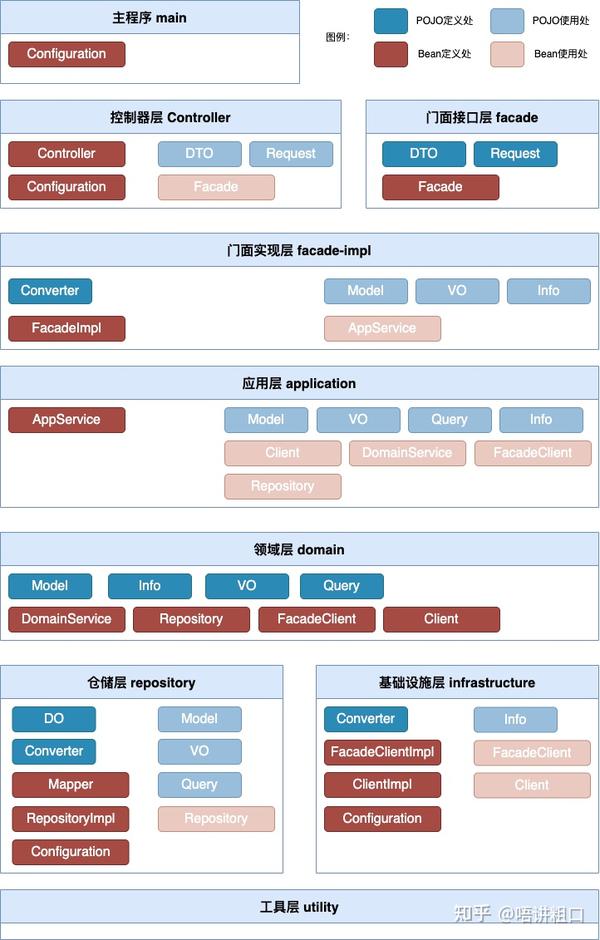 主程序 main
Configuration
图例：
POJO定义处
POJO使用处
Bean定义处
Bean使用处
控制器层 Controller
Controller
DTO
Request
Configuration
Facade
门面接口层 facade
DTO
Request
Facade
门面实现层 facade-impl
Converter
Model
VO
Info
FacadeImpl
AppService
应用层 application
AppService
Model
VO
Query
Info
Client
DomainService
FacadeClient
Repository
领域层 domain
Model
Info
VO
Query
DomainService
Repository
FacadeClient
Client
仓储层 repository
DO
Model
Converter
VO
Mapper
Query
RepositoryImpl
Repository
Configuration
基础设施层 infrastructure
Converter
Info
FacadeClientImpl
FacadeClient
ClientImpl
Client
Configuration
工具层 utility
知乎 @唔讲粗口